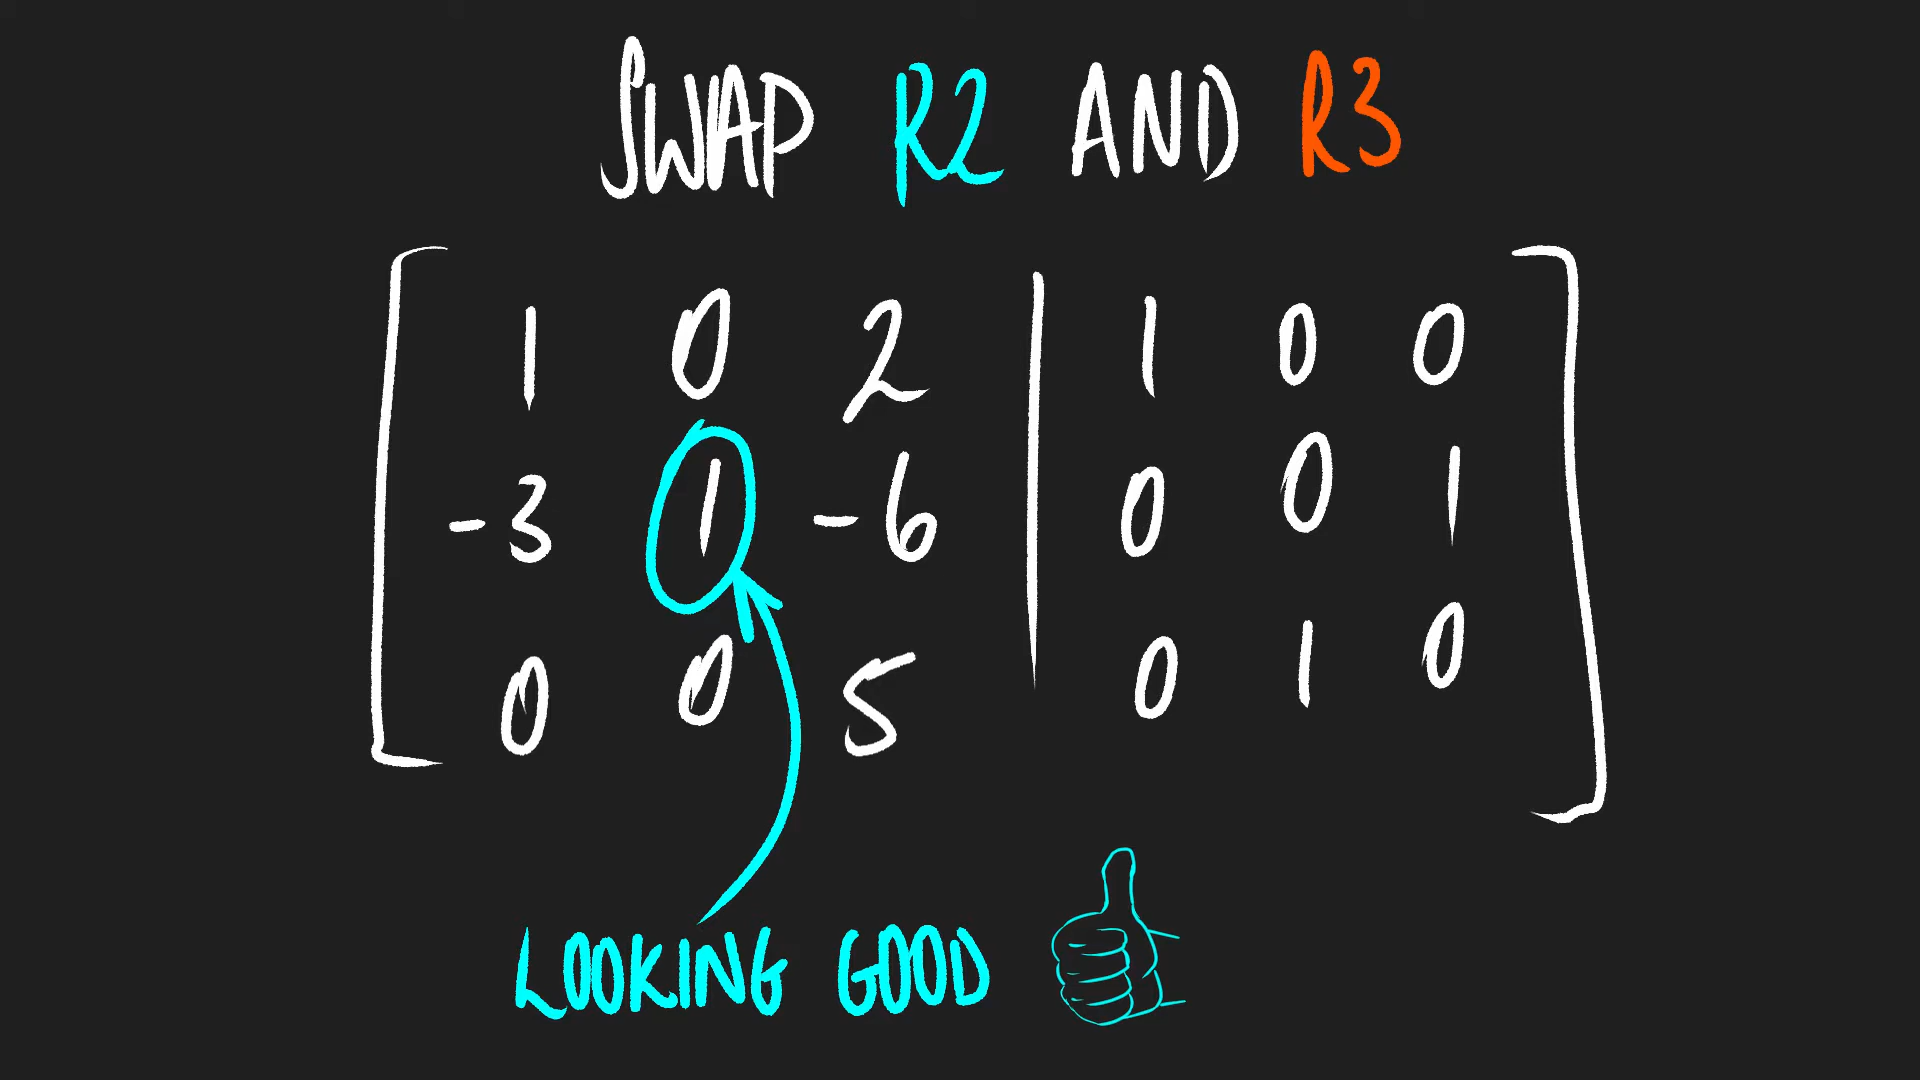 SWAP R2 AND R3
1 0 2 | 1 0 0
-3 1 -6 | 0 0 1
0 0 5 | 0 1 0
LOOKING GOOD